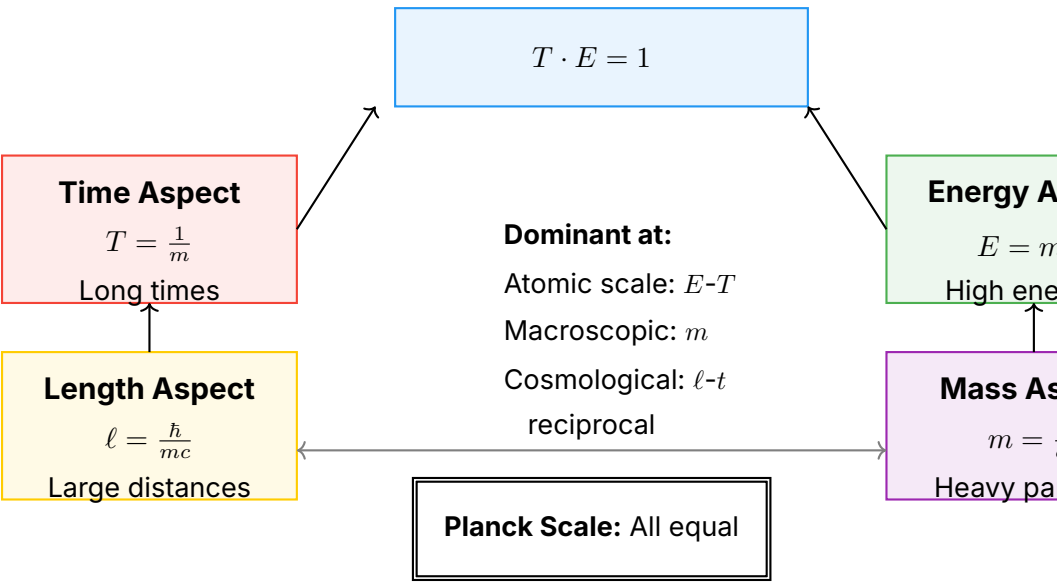 T · E = 1
Time Aspect
T = 1/m
Long times
Energy A
E = m
High ene
Dominant at:
Atomic scale: E-T
Macroscopic: m
Cosmological: ℓ-t
reciprocal
Length Aspect
ℓ = ħ/mc
Large distances
Mass As
m =
Heavy pa
Planck Scale: All equal